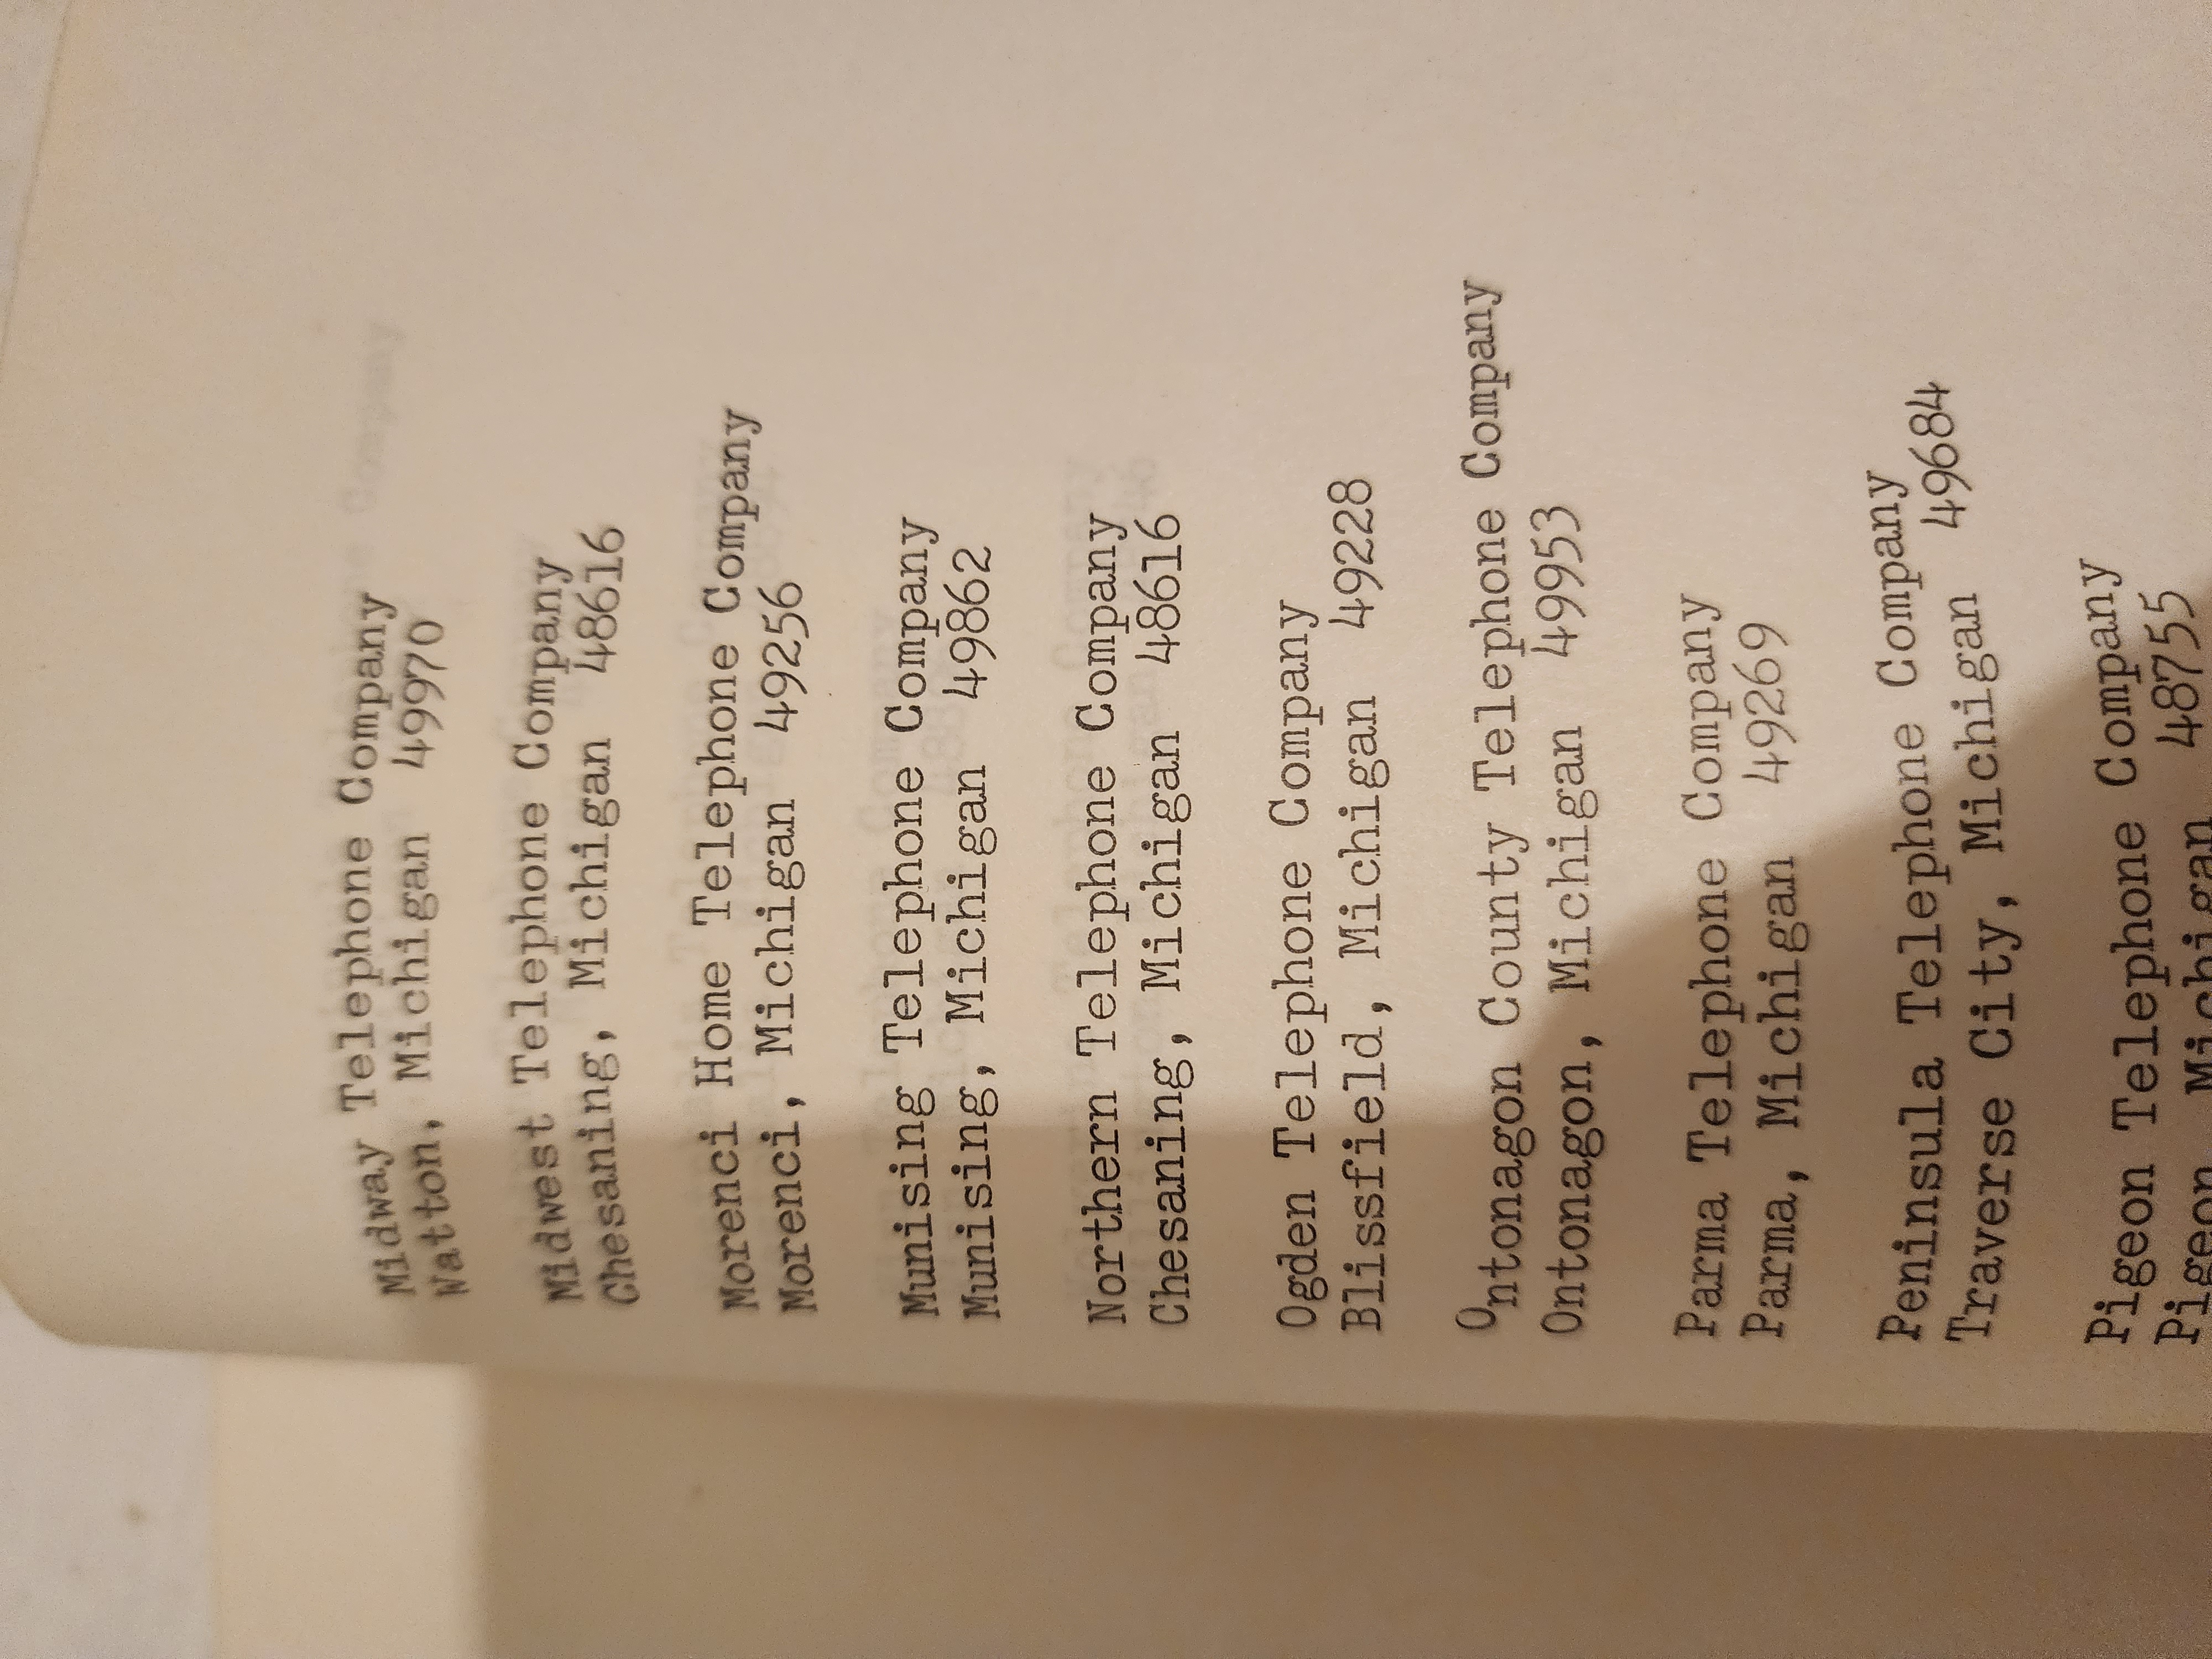 Midway Telephone Company
Watton, Michigan 49970
Midwest Telephone Company
Chesaning, Michigan 48616
Morenci Home Telephone Company
Morenci, Michigan 49256
Munising Telephone Company
Munising, Michigan 49862
Northern Telephone Company
Chesaning, Michigan 48616
Ogden Telephone Company
Blissfield, Michigan 49228
Ontonagon County Telephone Company
Ontonagon, Michigan 49953
Parma Telephone Company
Parma, Michigan 49269
Peninsula Telephone Company
Traverse City, Michigan 49684
Pigeon Telephone Company
Pigeon, Michigan 48755